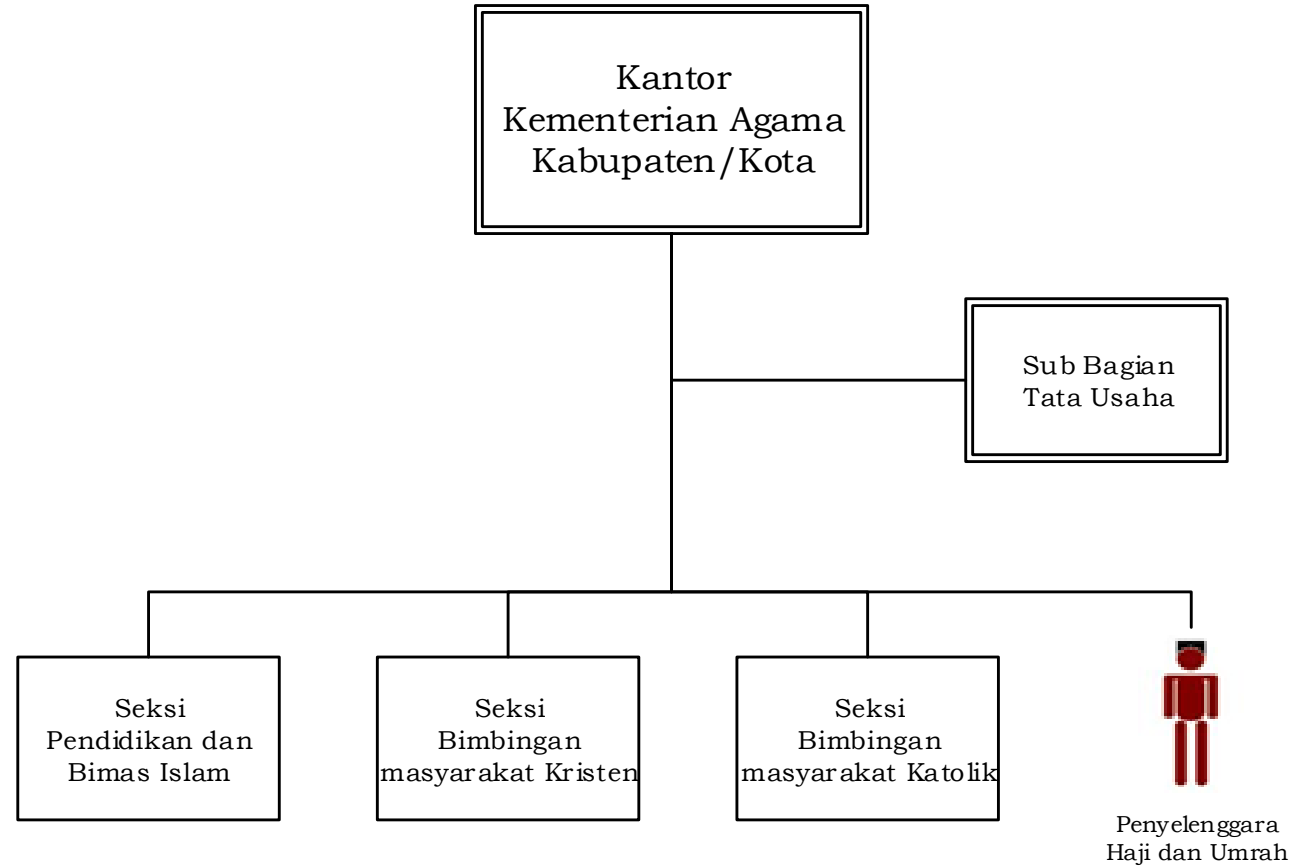 Kantor
Kementerian Agama
Kabupaten/Kota
Sub Bagian
Tata Usaha
Seksi
Pendidikan dan
Bimas Islam
Seksi
Bimbingan
masyarakat Kristen
Seksi
Bimbingan
masyarakat Katolik
Penyelenggara
Haji dan Umrah